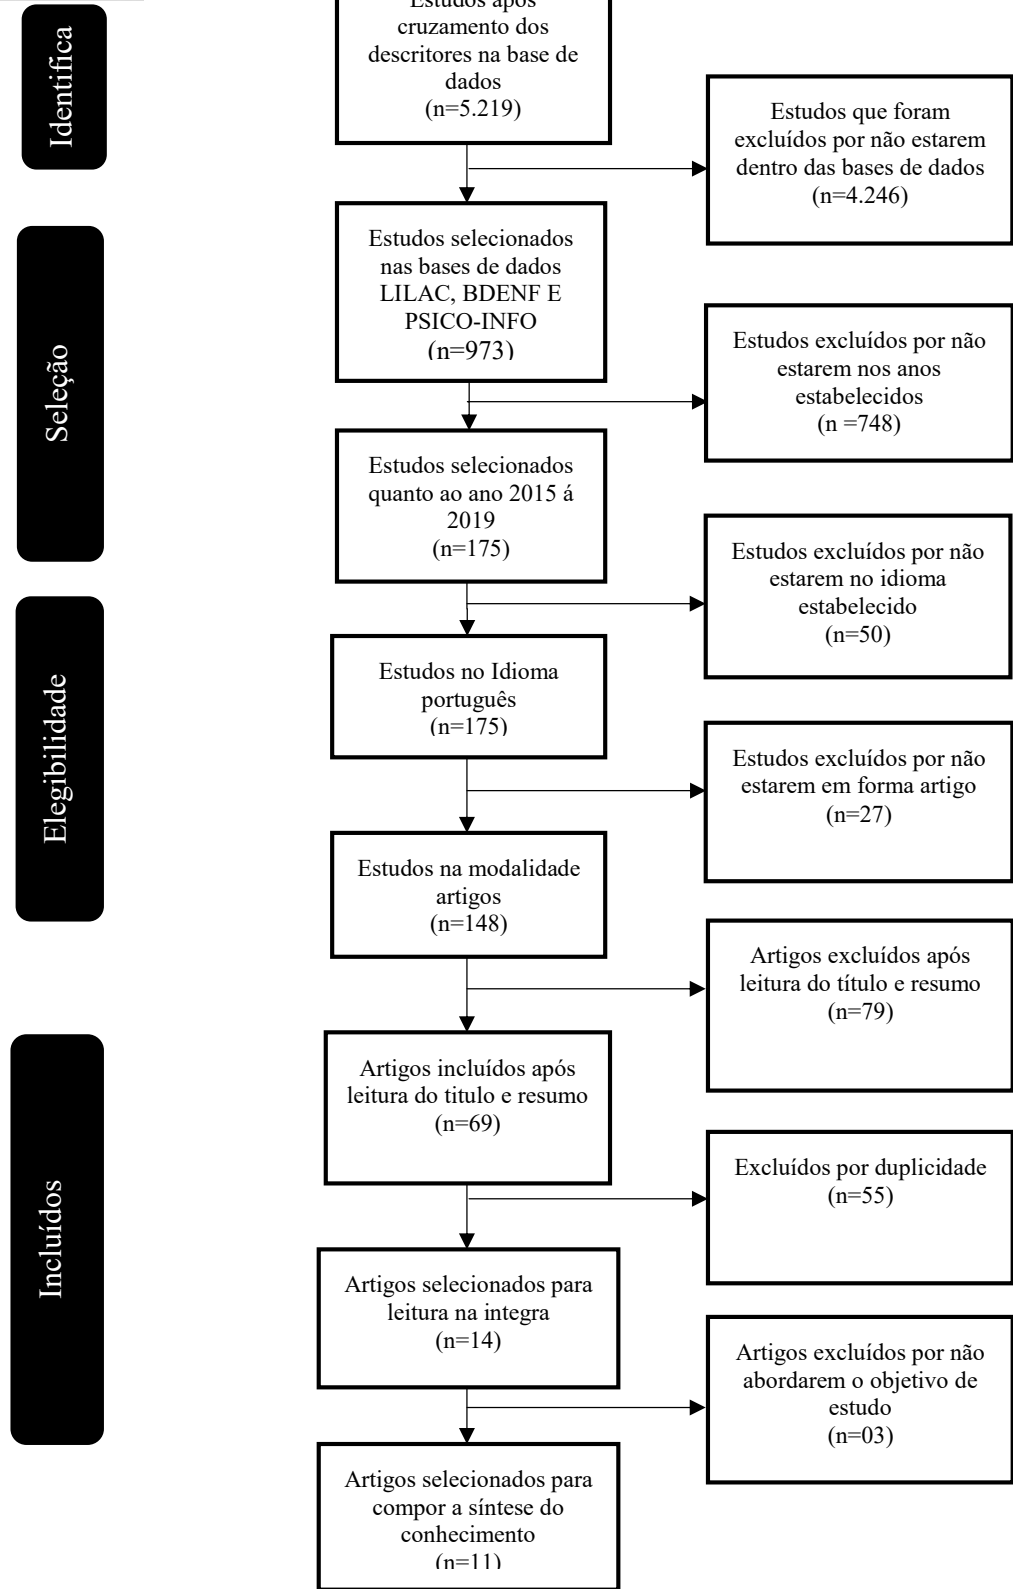 Identifica
Estudos após
cruzamento dos
descritores na base de
dados
(n=5.219)
Estudos que foram
excluídos por não estarem
dentro das bases de dados
(n=4.246)
Seleção
Estudos selecionados
nas bases de dados
LILAC, BDENF E
PSICO-INFO
(n=973)
Estudos excluídos por não
estarem nos anos
estabelecidos
(n =748)
Estudos selecionados
quanto ao ano 2015 á
2019
(n=175)
Estudos excluídos por não
estarem no idioma
estabelecido
(n=50)
Elegibilidade
Estudos no Idioma
português
(n=175)
Estudos excluídos por não
estarem em forma artigo
(n=27)
Estudos na modalidade
artigos
(n=148)
Artigos excluídos após
leitura do título e resumo
(n=79)
Incluídos
Artigos incluídos após
leitura do titulo e resumo
(n=69)
Excluídos por duplicidade
(n=55)
Artigos selecionados para
leitura na integra
(n=14)
Artigos excluídos por não
abordarem o objetivo de
estudo
(n=03)
Artigos selecionados para
compor a síntese do
conhecimento
(n=11)